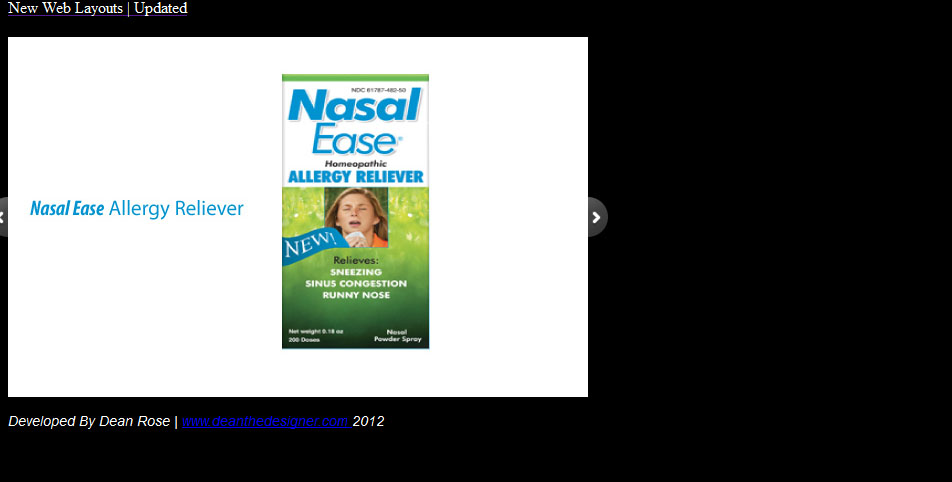 New Web Layouts | Updated
Nasal Ease Allergy Reliever
NDC 61787-482-50
Nasal
Ease®
Homeopathic
ALLERGY RELIEVER
NEW!
Relieves:
SNEEZING
SINUS CONGESTION
RUNNY NOSE
Net weight 0.18 oz
200 Doses
Nasal
Powder Spray
Developed By Dean Rose | www.deanthedesigner.com 2012